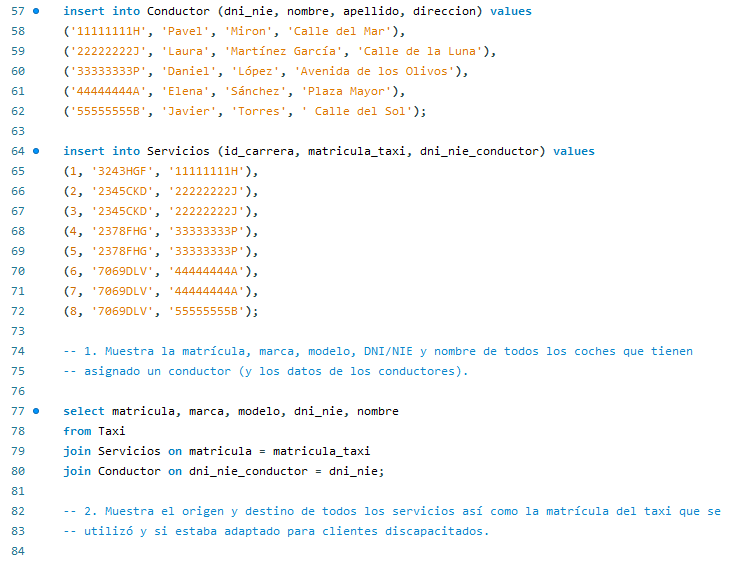 57 insert into Conductor (dni_nie, nombre, apellido, direccion) values
58 ('11111111H', 'Pavel', 'Miron', 'Calle del Mar'),
59 ('22222222J', 'Laura', 'Martínez García', 'Calle de la Luna'),
60 ('33333333P', 'Daniel', 'López', 'Avenida de los Olivos'),
61 ('44444444A', 'Elena', 'Sánchez', 'Plaza Mayor'),
62 ('55555555B', 'Javier', 'Torres', ' Calle del Sol');
63
64 insert into Servicios (id_carrera, matricula_taxi, dni_nie_conductor) values
65 (1, '3243HGF', '11111111H'),
66 (2, '2345CKD', '22222222J'),
67 (3, '2345CKD', '22222222J'),
68 (4, '2378FHG', '33333333P'),
69 (5, '2378FHG', '33333333P'),
70 (6, '7069DLV', '44444444A'),
71 (7, '7069DLV', '44444444A'),
72 (8, '7069DLV', '55555555B');
73
74 -- 1. Muestra la matrícula, marca, modelo, DNI/NIE y nombre de todos los coches que tienen
75 -- asignado un conductor (y los datos de los conductores).
76
77 select matricula, marca, modelo, dni_nie, nombre
78 from Taxi
79 join Servicios on matricula = matricula_taxi
80 join Conductor on dni_nie_conductor = dni_nie;
81
82 -- 2. Muestra el origen y destino de todos los servicios así como la matrícula del taxi que se
83 -- utilizó y si estaba adaptado para clientes discapacitados.
84